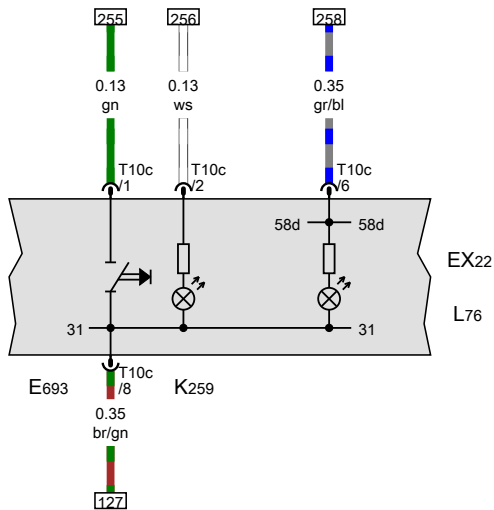 255 256 258
0.13 0.13 0.35
gn ws gr/bl
T10c T10c T10c
/1 /2 /6
58d 58d
EX22
L76
31 31
T10c
E693 /8 K259
0.35
br/gn
127